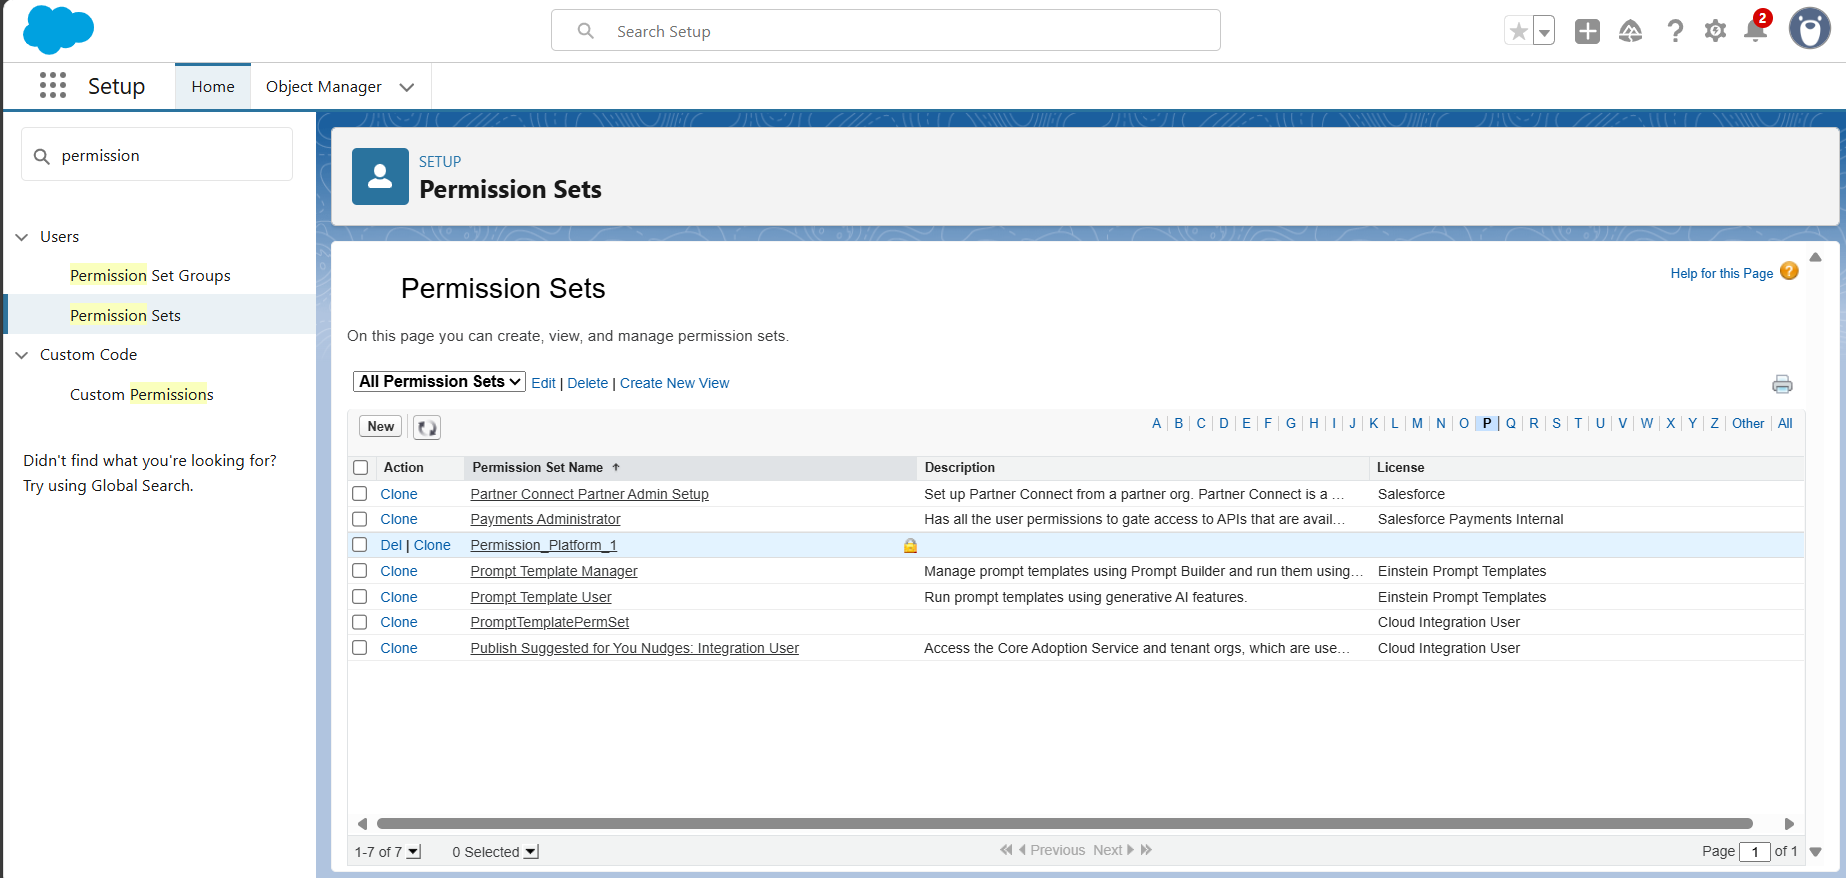 Search Setup
2
Setup
Home
Object Manager
permission
Users
Permission Set Groups
Permission Sets
Custom Code
Custom Permissions
Didn't find what you're looking for?
Try using Global Search.
SETUP
Permission Sets
Permission Sets
Help for this Page ?
On this page you can create, view, and manage permission sets.
All Permission Sets Edit | Delete | Create New View
New
A | B | C | D | E | F | G | H | I | J | K | L | M | N | O | P | Q | R | S | T | U | V | W | X | Y | Z | Other | All
Action Permission Set Name ↑ Description License
Clone Partner Connect Partner Admin Setup Set up Partner Connect from a partner org. Partner Connect is a ... Salesforce
Clone Payments Administrator Has all the user permissions to gate access to APIs that are avail... Salesforce Payments Internal
Del | Clone Permission_Platform_1
Clone Prompt Template Manager Manage prompt templates using Prompt Builder and run them using... Einstein Prompt Templates
Clone Prompt Template User Run prompt templates using generative AI features. Einstein Prompt Templates
Clone PromptTemplatePermSet Cloud Integration User
Clone Publish Suggested for You Nudges: Integration User Access the Core Adoption Service and tenant orgs, which are use... Cloud Integration User
1-7 of 7 0 Selected Previous Next Page 1 of 1